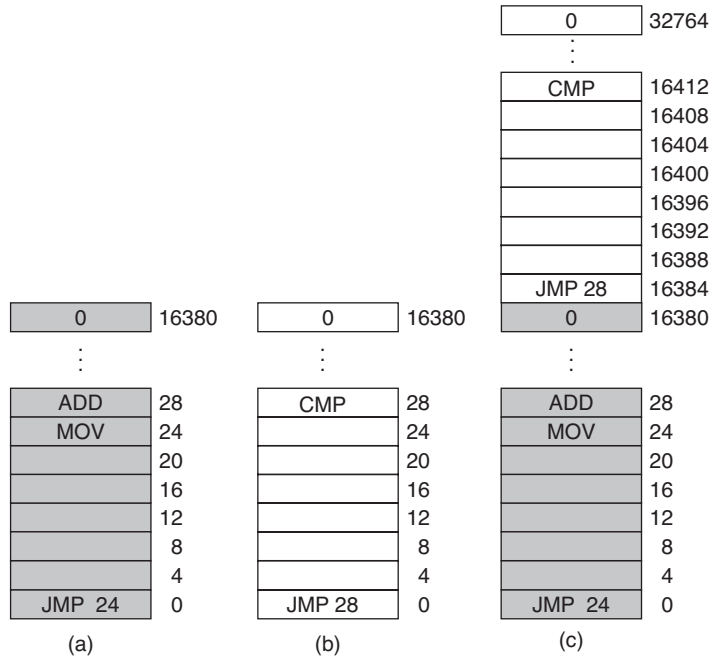 0 32764
⋮
CMP 16412
16408
16404
16400
16396
16392
16388
JMP 28 16384
0 16380 0 16380 0 16380
⋮ ⋮ ⋮
ADD 28 CMP 28 ADD 28
MOV 24 24 MOV 24
20 20 20
16 16 16
12 12 12
8 8 8
4 4 4
JMP 24 0 JMP 28 0 JMP 24 0
(a) (b) (c)